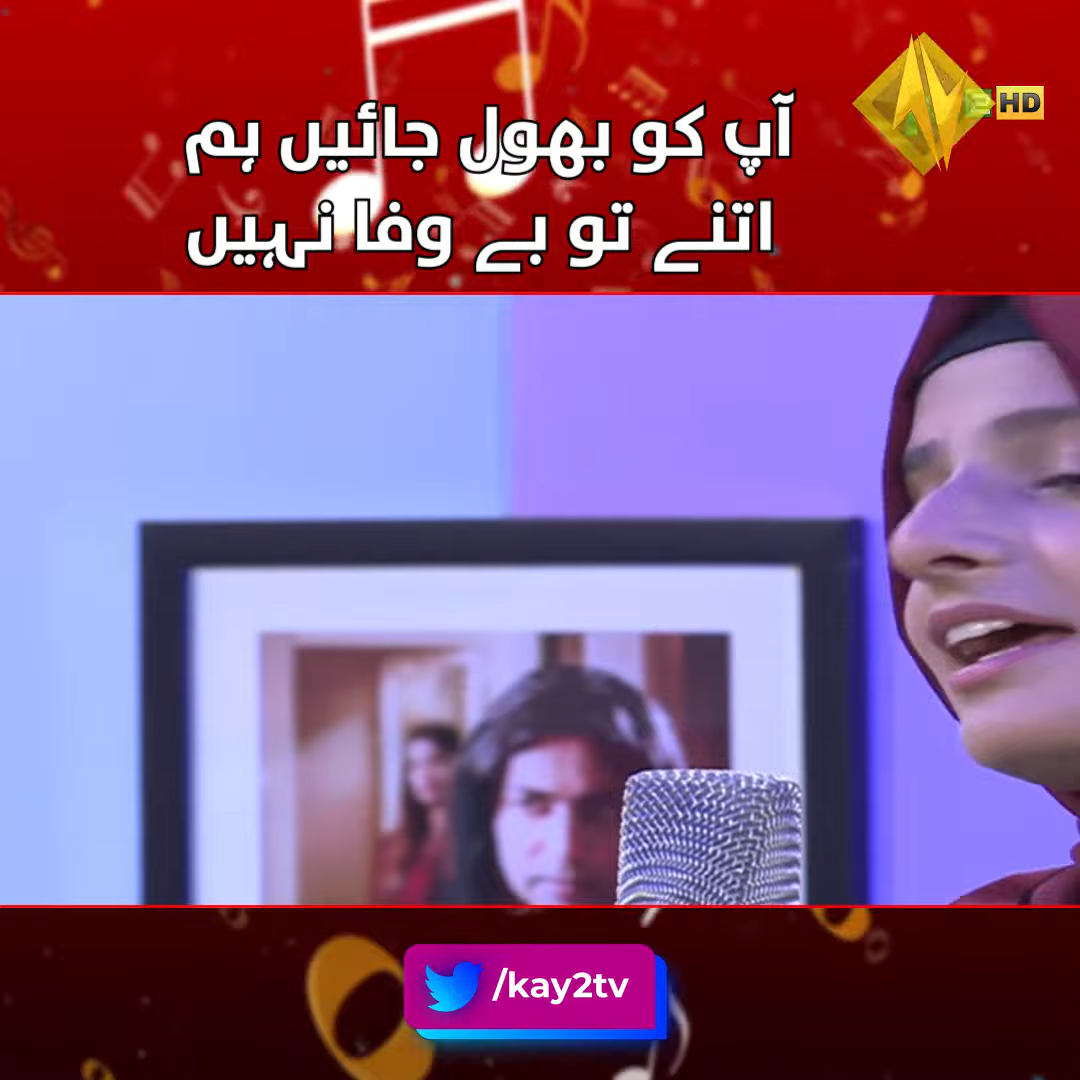 آپ کو بھول جائیں ہم
اتنے تو بے وفا نہیں
HD
/kay2tv